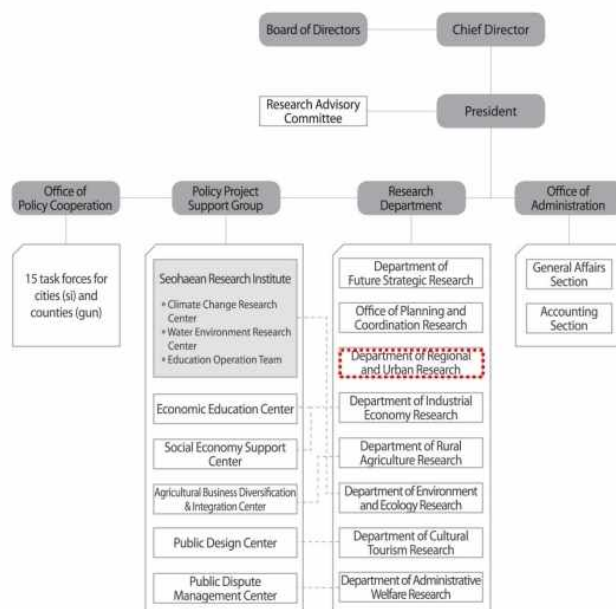 Board of Directors
Chief Director
Research Advisory
Committee
President
Office of
Policy Cooperation
Policy Project
Support Group
Research
Department
Office of
Administration
15 task forces for
cities (si) and
counties (gun)
Seohaean Research Institute
* Climate Change Research
Center
* Water Environment Research
Center
* Education Operation Team
Economic Education Center
Social Economy Support
Center
Agricultural Business Diversification
& Integration Center
Public Design Center
Public Dispute
Management Center
Department of
Future Strategic Research
Office of Planning and
Coordination Research
Department of Regional
and Urban Research
Department of Industrial
Economy Research
Department of Rural
Agriculture Research
Department of Environment
and Ecology Research
Department of Cultural
Tourism Research
Department of Administrative
Welfare Research
General Affairs
Section
Accounting
Section